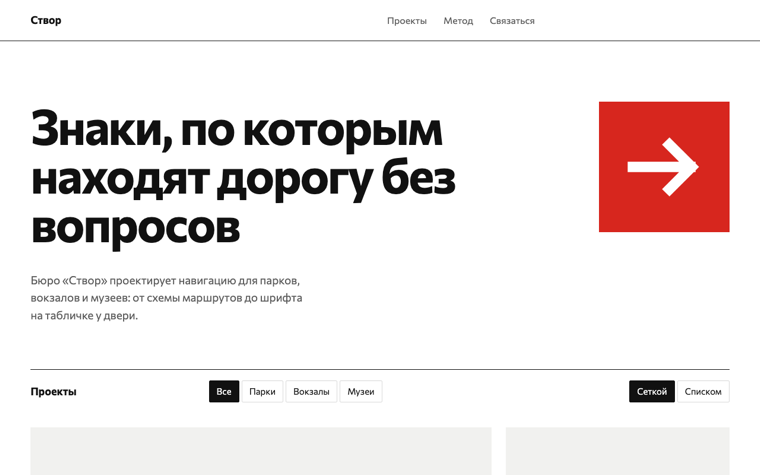 Створ
Проекты Метод Связаться
Знаки, по которым
находят дорогу без
вопросов
Бюро «Створ» проектирует навигацию для парков,
вокзалов и музеев: от схемы маршрутов до шрифта
на табличке у двери.
Проекты Все Парки Вокзалы Музеи Сеткой Списком